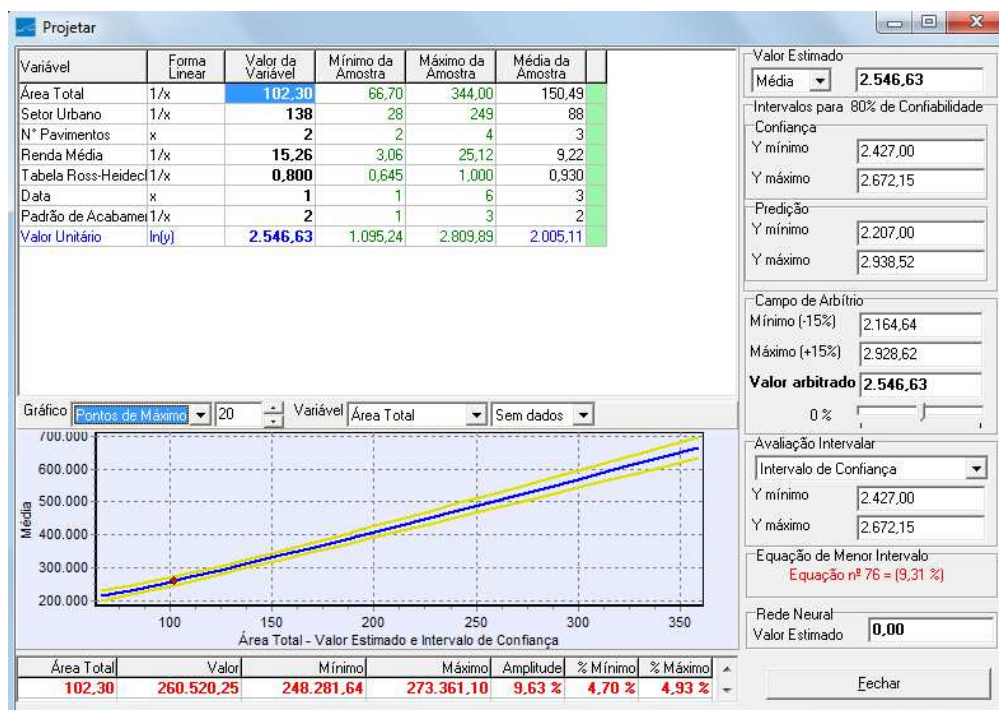 Projetar
Variável Forma Linear Valor da Variável Mínimo da Amostra Máximo da Amostra Média da Amostra
Área Total 1/x 102,30 66,70 344,00 150,49
Setor Urbano 1/x 138 28 249 88
N° Pavimentos x 2 2 4 3
Renda Média 1/x 15,26 3,06 25,12 9,22
Tabela Ross-Heidecl 1/x 0,800 0,645 1,000 0,930
Data x 1 1 6 3
Padrão de Acabamei 1/x 2 1 3 2
Valor Unitário ln(y) 2.546,63 1.095,24 2.809,89 2.005,11
Gráfico Pontos de Máximo 20 Variável Área Total Sem dados
700.000
600.000
500.000
400.000
300.000
200.000
Média
100 150 200 250 300 350
Área Total - Valor Estimado e Intervalo de Confiança
Área Total Valor Mínimo Máximo Amplitude % Mínimo % Máximo
102,30 260.520,25 248.281,64 273.361,10 9,63 % 4,70 % 4,93 %
Valor Estimado
Média 2.546,63
Intervalos para 80% de Confiabilidade
Confiança
Y mínimo 2.427,00
Y máximo 2.672,15
Predição
Y mínimo 2.207,00
Y máximo 2.938,52
Campo de Arbítrio
Mínimo (-15%) 2.164,64
Máximo (+15%) 2.928,62
Valor arbitrado 2.546,63
0 %
Avaliação Intervalar
Intervalo de Confiança
Y mínimo 2.427,00
Y máximo 2.672,15
Equação de Menor Intervalo
Equação nº 76 = (9,31 %)
Rede Neural
Valor Estimado 0,00
Fechar